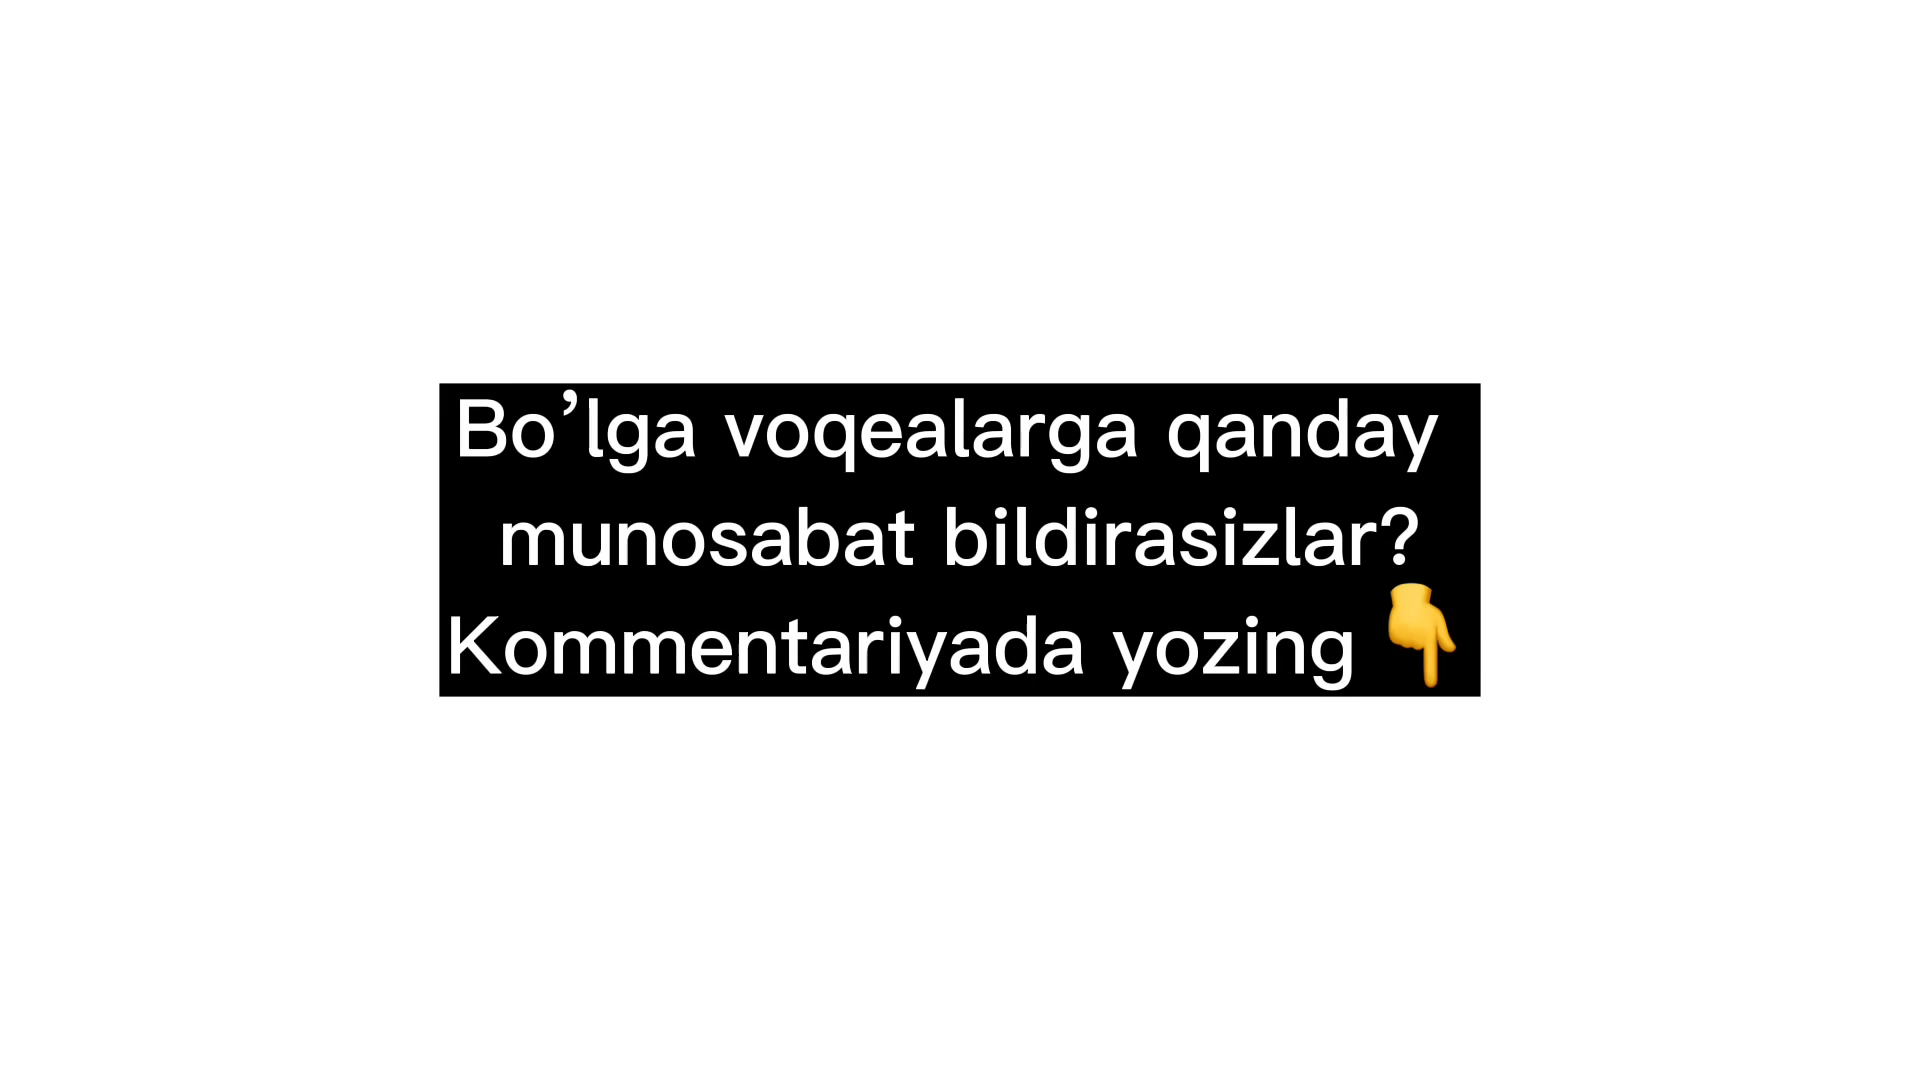 Bo’lga voqealarga qanday
munosabat bildirasizlar?
Kommentariyada yozing 👇